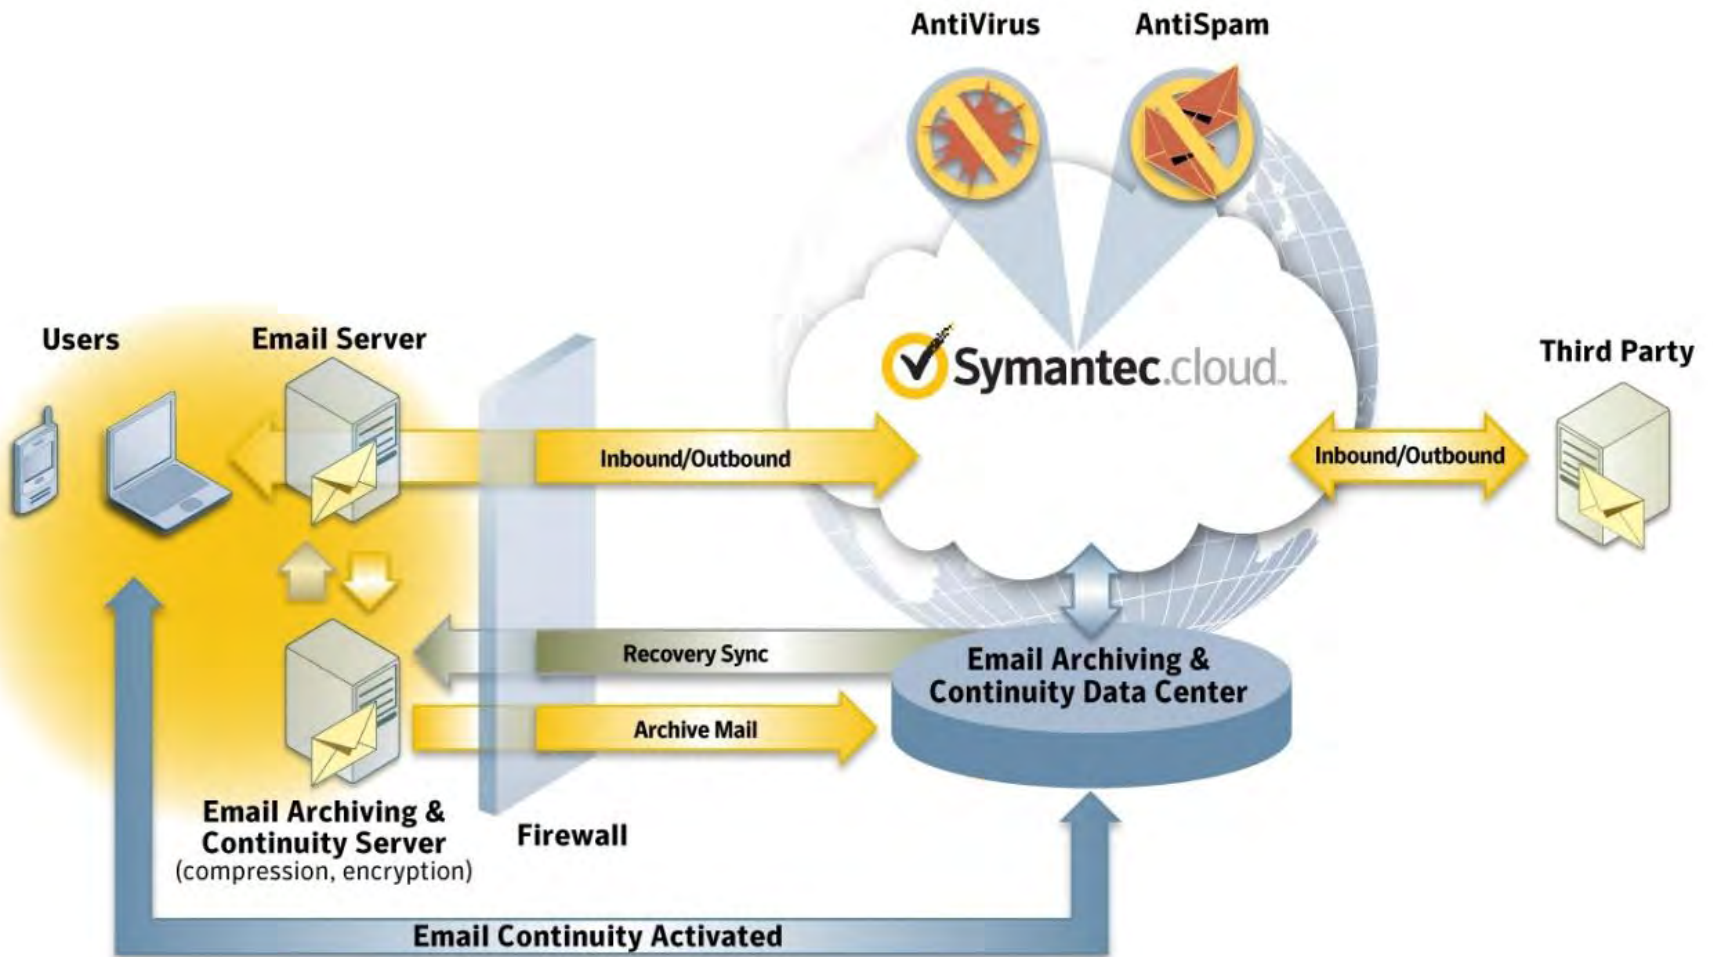 AntiVirus
AntiSpam
Users
Email Server
Symantec.cloud™
Third Party
Inbound/Outbound
Inbound/Outbound
Recovery Sync
Email Archiving &
Continuity Data Center
Archive Mail
Email Archiving &
Continuity Server
(compression, encryption)
Firewall
Email Continuity Activated